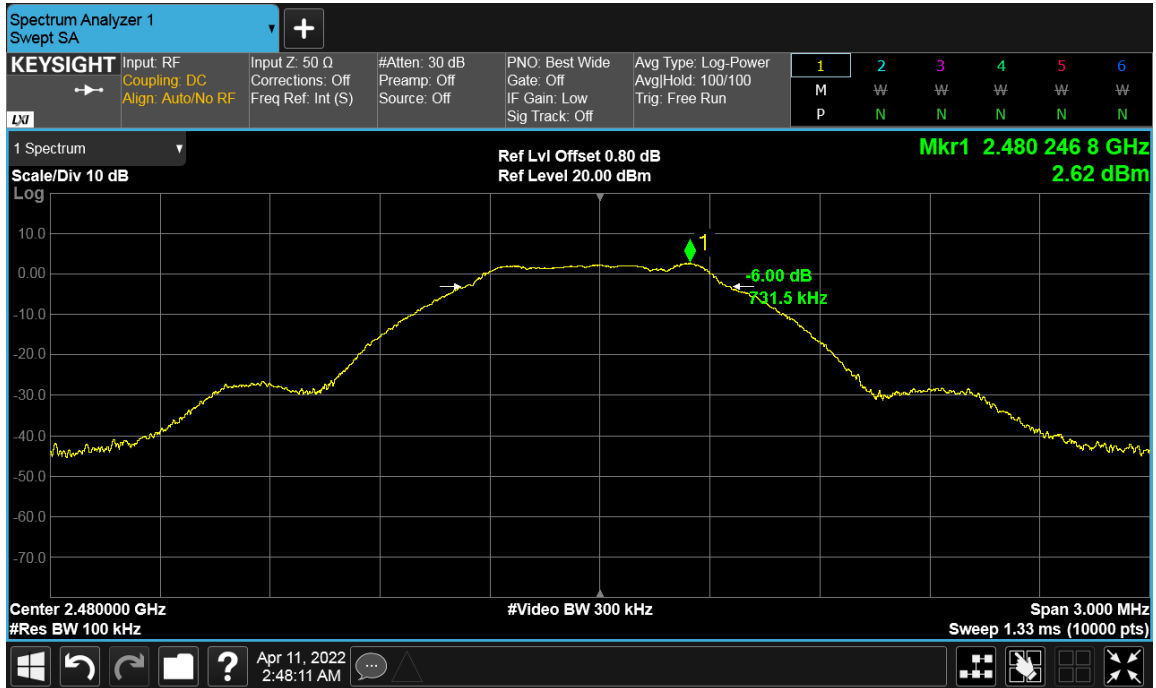 Spectrum Analyzer 1
Swept SA
KEYSIGHT
LXI
Input: RF
Coupling: DC
Align: Auto/No RF
Input Z: 50 Ω
Corrections: Off
Freq Ref: Int (S)
#Atten: 30 dB
Preamp: Off
Source: Off
PNO: Best Wide
Gate: Off
IF Gain: Low
Sig Track: Off
Avg Type: Log-Power
Avg|Hold: 100/100
Trig: Free Run
1 2 3 4 5 6
M W W W W W
P N N N N N
1 Spectrum
Ref Lvl Offset 0.80 dB
Mkr1 2.480 246 8 GHz
Scale/Div 10 dB
Ref Level 20.00 dBm
2.62 dBm
Log
10.0
1
0.00
-6.00 dB
731.5 kHz
-10.0
-20.0
-30.0
-40.0
-50.0
-60.0
-70.0
Center 2.480000 GHz
#Video BW 300 kHz
Span 3.000 MHz
#Res BW 100 kHz
Sweep 1.33 ms (10000 pts)
?
Apr 11, 2022
2:48:11 AM